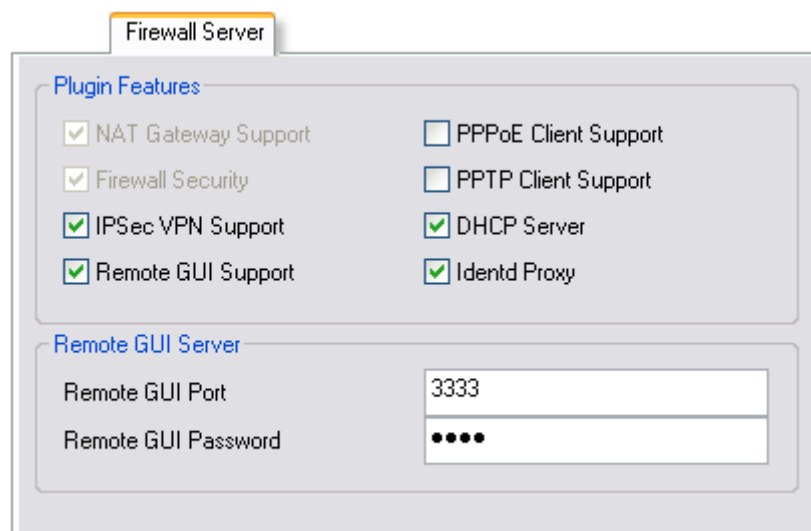 Firewall Server
Plugin Features
NAT Gateway Support
PPPoE Client Support
Firewall Security
PPTP Client Support
IPSec VPN Support
DHCP Server
Remote GUI Support
Identd Proxy
Remote GUI Server
Remote GUI Port
3333
Remote GUI Password
••••